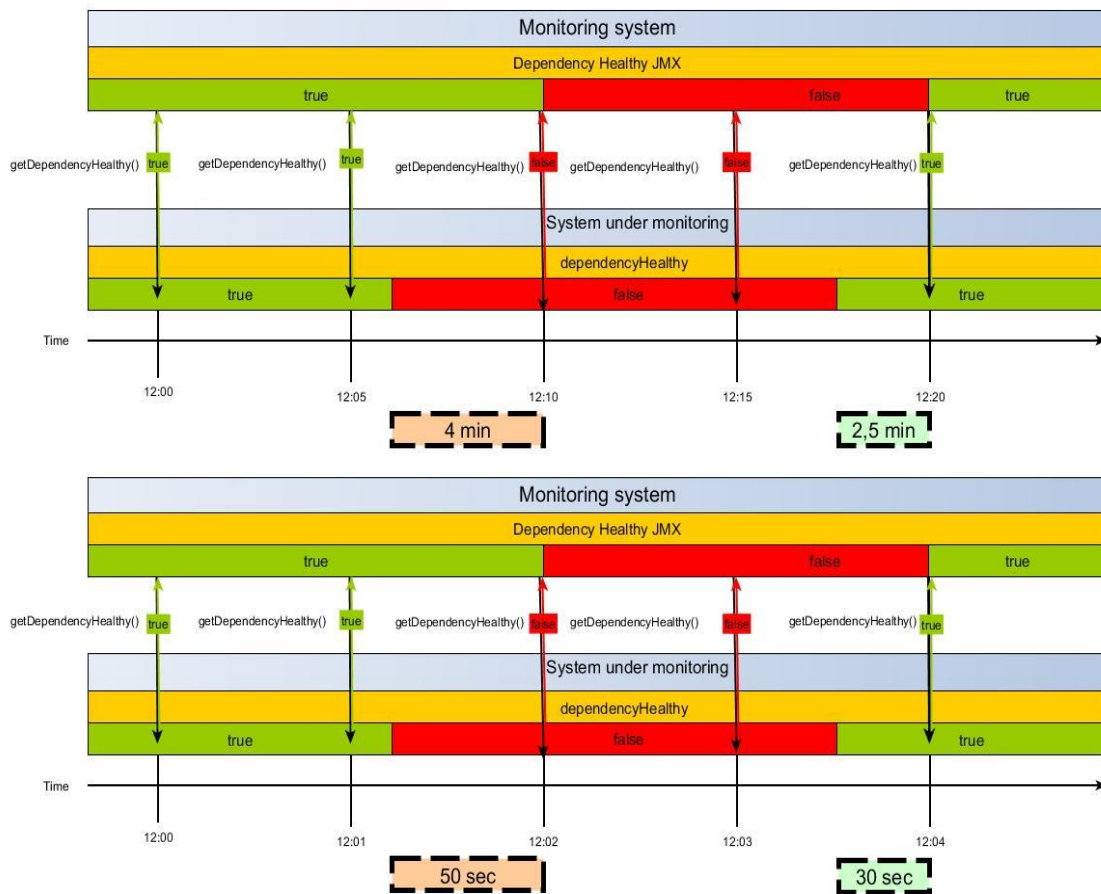 Monitoring system
Dependency Healthy JMX
true false true
getDependencyHealthy() true getDependencyHealthy() true getDependencyHealthy() false getDependencyHealthy() false getDependencyHealthy() true
System under monitoring
dependencyHealthy
true false true
Time
12:00 12:05 12:10 12:15 12:20
4 min 2,5 min
Monitoring system
Dependency Healthy JMX
true false true
getDependencyHealthy() true getDependencyHealthy() true getDependencyHealthy() false getDependencyHealthy() false getDependencyHealthy() true
System under monitoring
dependencyHealthy
true false true
Time
12:00 12:01 12:02 12:03 12:04
50 sec 30 sec